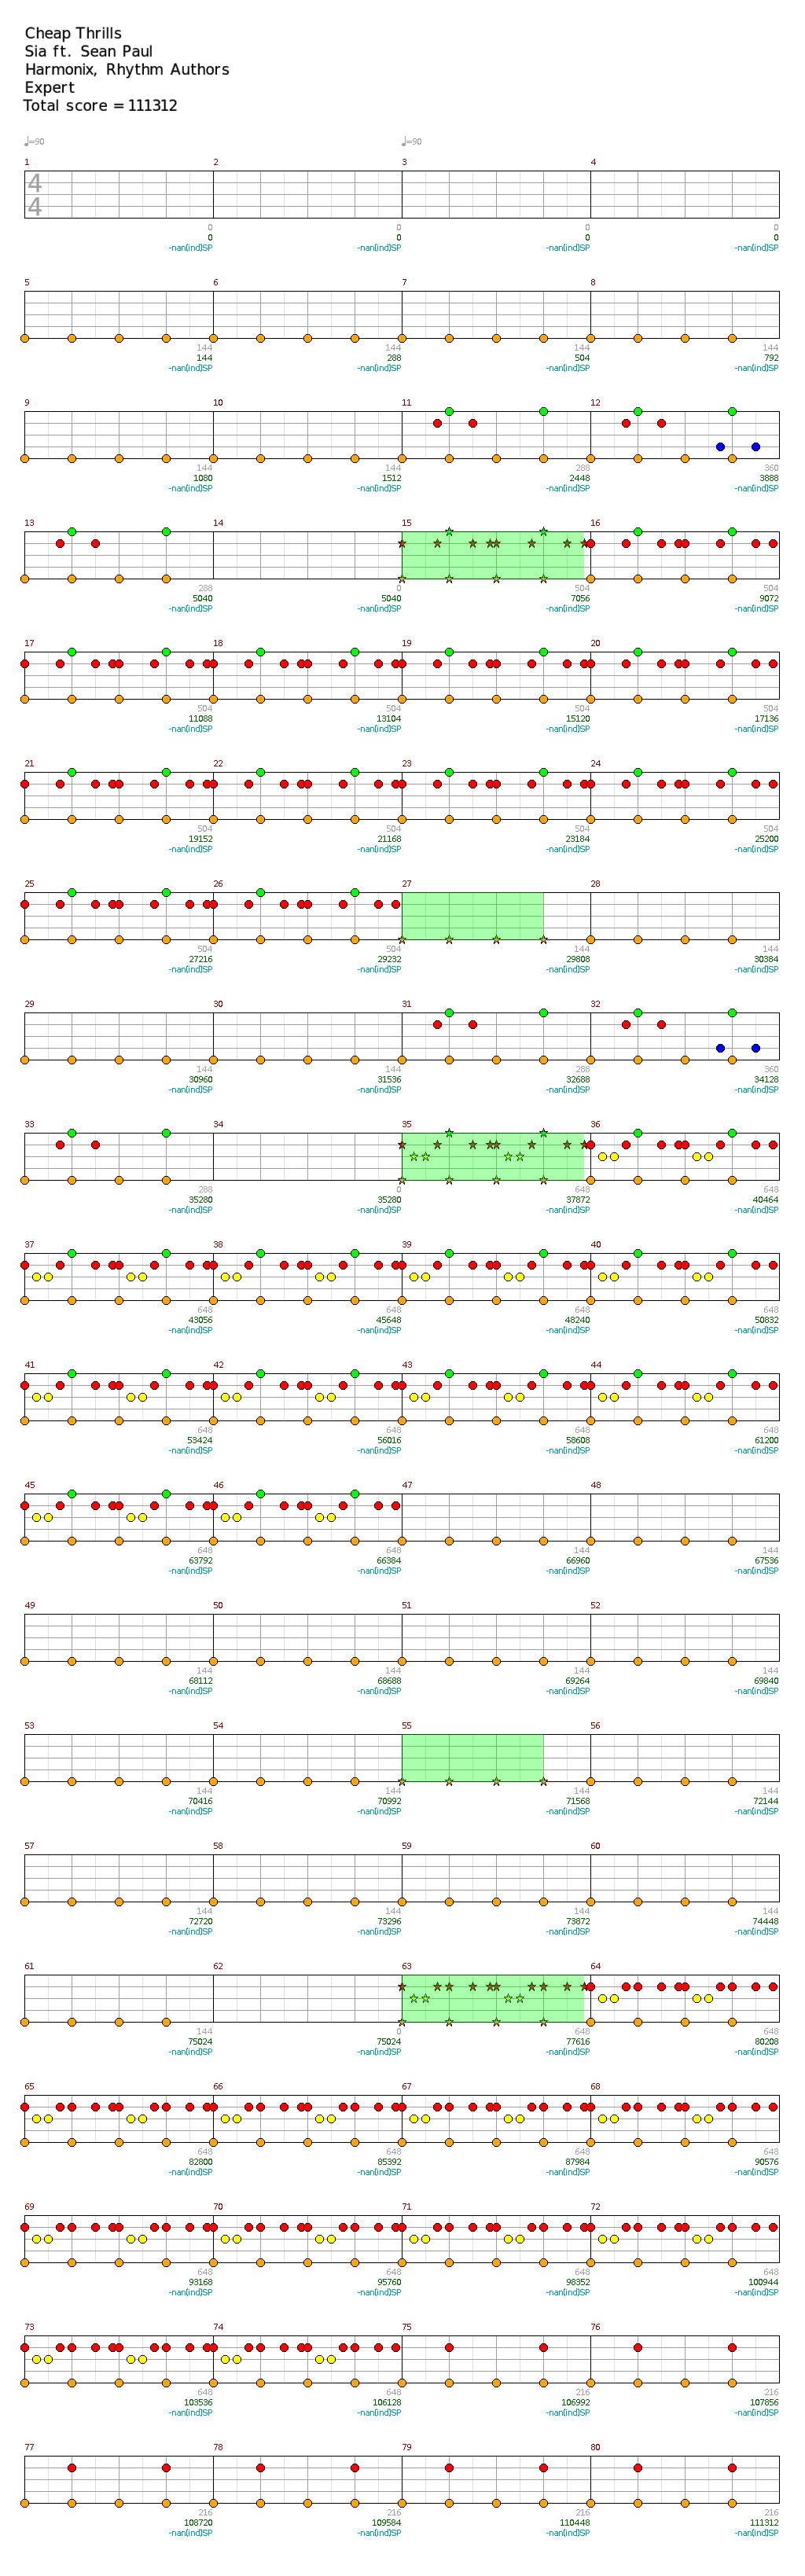 Cheap Thrills
Sia ft. Sean Paul
Harmonix, Rhythm Authors
Expert
Total score = 111312
♩=90 ♩=90
1 2 3 4
4
4
0 0 0 0
0 0 0 0
-nan(ind)SP -nan(ind)SP -nan(ind)SP -nan(ind)SP
5 6 7 8
144 144 144 144
144 288 504 792
-nan(ind)SP -nan(ind)SP -nan(ind)SP -nan(ind)SP
9 10 11 12
144 144 288 360
1080 1512 2448 3888
-nan(ind)SP -nan(ind)SP -nan(ind)SP -nan(ind)SP
13 14 15 16
288 0 504 504
5040 5040 7056 9072
-nan(ind)SP -nan(ind)SP -nan(ind)SP -nan(ind)SP
17 18 19 20
504 504 504 504
11088 13104 15120 17136
-nan(ind)SP -nan(ind)SP -nan(ind)SP -nan(ind)SP
21 22 23 24
504 504 504 504
19152 21168 23184 25200
-nan(ind)SP -nan(ind)SP -nan(ind)SP -nan(ind)SP
25 26 27 28
504 504 144 144
27216 29232 29808 30384
-nan(ind)SP -nan(ind)SP -nan(ind)SP -nan(ind)SP
29 30 31 32
144 144 288 360
30960 31536 32688 34128
-nan(ind)SP -nan(ind)SP -nan(ind)SP -nan(ind)SP
33 34 35 36
288 0 648 648
35280 35280 37872 40464
-nan(ind)SP -nan(ind)SP -nan(ind)SP -nan(ind)SP
37 38 39 40
648 648 648 648
43056 45648 48240 50832
-nan(ind)SP -nan(ind)SP -nan(ind)SP -nan(ind)SP
41 42 43 44
648 648 648 648
53424 56016 58608 61200
-nan(ind)SP -nan(ind)SP -nan(ind)SP -nan(ind)SP
45 46 47 48
648 648 144 144
63792 66384 66960 67536
-nan(ind)SP -nan(ind)SP -nan(ind)SP -nan(ind)SP
49 50 51 52
144 144 144 144
68112 68688 69264 69840
-nan(ind)SP -nan(ind)SP -nan(ind)SP -nan(ind)SP
53 54 55 56
144 144 144 144
70416 70992 71568 72144
-nan(ind)SP -nan(ind)SP -nan(ind)SP -nan(ind)SP
57 58 59 60
144 144 144 144
72720 73296 73872 74448
-nan(ind)SP -nan(ind)SP -nan(ind)SP -nan(ind)SP
61 62 63 64
144 0 648 648
75024 75024 77616 80208
-nan(ind)SP -nan(ind)SP -nan(ind)SP -nan(ind)SP
65 66 67 68
648 648 648 648
82800 85392 87984 90576
-nan(ind)SP -nan(ind)SP -nan(ind)SP -nan(ind)SP
69 70 71 72
648 648 648 648
93168 95760 98352 100944
-nan(ind)SP -nan(ind)SP -nan(ind)SP -nan(ind)SP
73 74 75 76
648 648 216 216
103536 106128 106992 107856
-nan(ind)SP -nan(ind)SP -nan(ind)SP -nan(ind)SP
77 78 79 80
216 216 216 216
108720 109584 110448 111312
-nan(ind)SP -nan(ind)SP -nan(ind)SP -nan(ind)SP